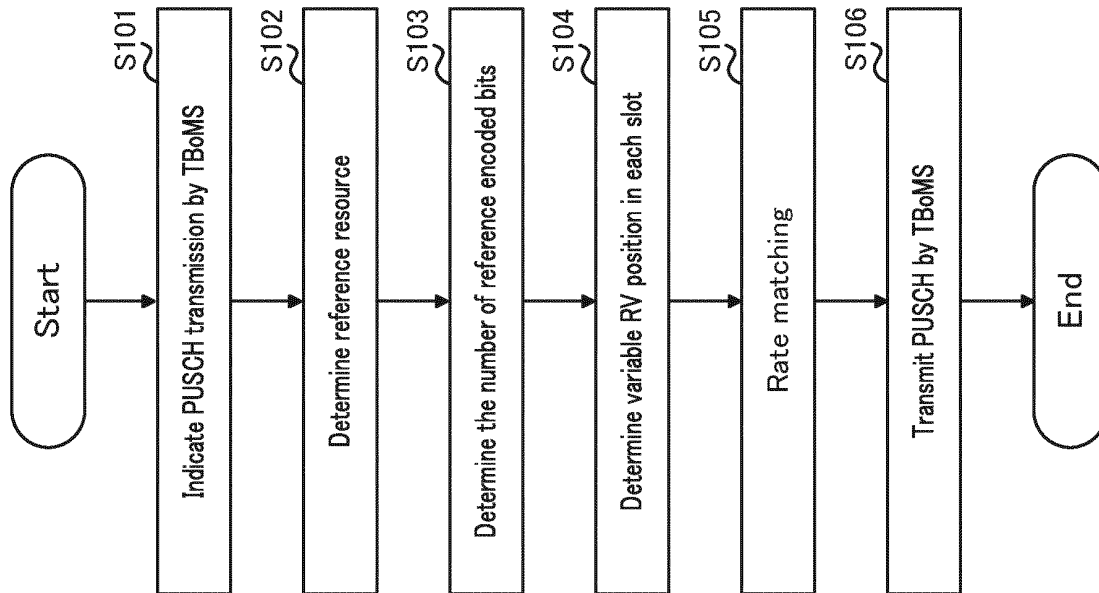 Start
S101
Indicate PUSCH transmission by TBoMS
S102
Determine reference resource
S103
Determine the number of reference encoded bits
S104
Determine variable RV position in each slot
S105
Rate matching
S106
Transmit PUSCH by TBoMS
End